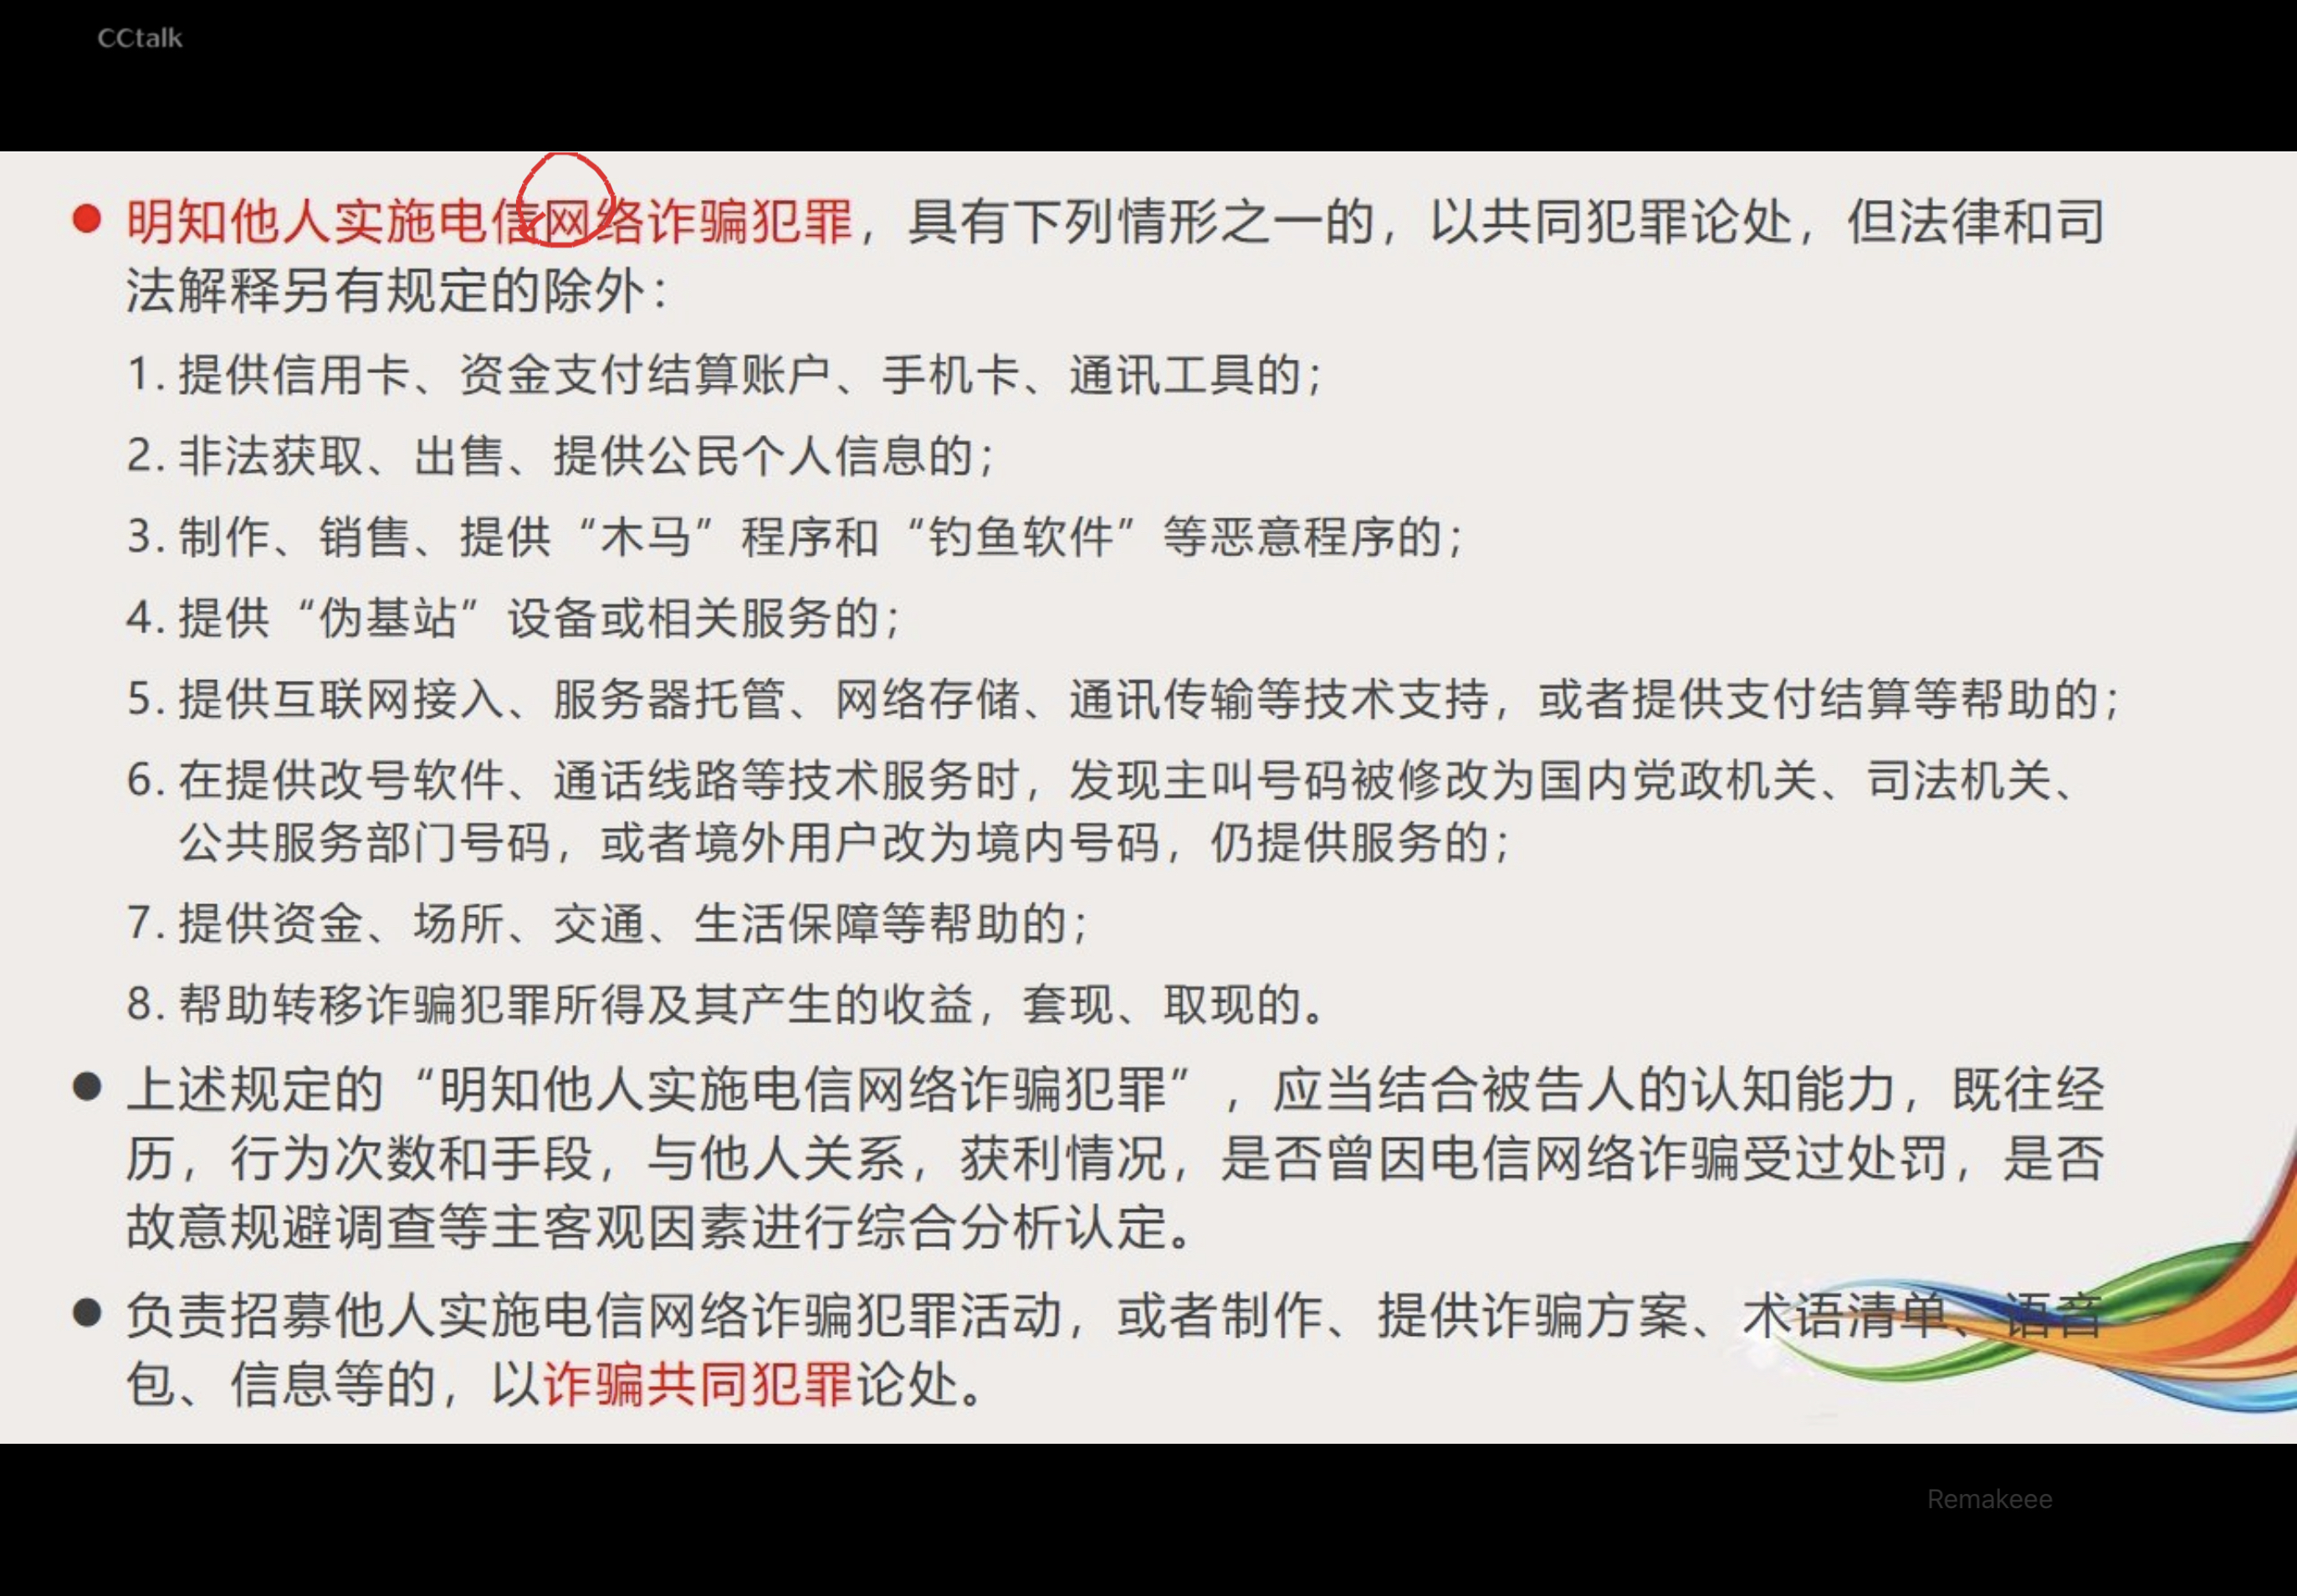 CCtalk
● 明知他人实施电信网络诈骗犯罪，具有下列情形之一的，以共同犯罪论处，但法律和司
法解释另有规定的除外：
1. 提供信用卡、资金支付结算账户、手机卡、通讯工具的；
2. 非法获取、出售、提供公民个人信息的；
3. 制作、销售、提供“木马”程序和“钓鱼软件”等恶意程序的；
4. 提供“伪基站”设备或相关服务的；
5. 提供互联网接入、服务器托管、网络存储、通讯传输等技术支持，或者提供支付结算等帮助的；
6. 在提供改号软件、通话线路等技术服务时，发现主叫号码被修改为国内党政机关、司法机关、
公共服务部门号码，或者境外用户改为境内号码，仍提供服务的；
7. 提供资金、场所、交通、生活保障等帮助的；
8. 帮助转移诈骗犯罪所得及其产生的收益，套现、取现的。
● 上述规定的“明知他人实施电信网络诈骗犯罪”，应当结合被告人的认知能力，既往经
历，行为次数和手段，与他人关系，获利情况，是否曾因电信网络诈骗受过处罚，是否
故意规避调查等主客观因素进行综合分析认定。
● 负责招募他人实施电信网络诈骗犯罪活动，或者制作、提供诈骗方案、术语清单、语音
包、信息等的，以诈骗共同犯罪论处。
Remakeee